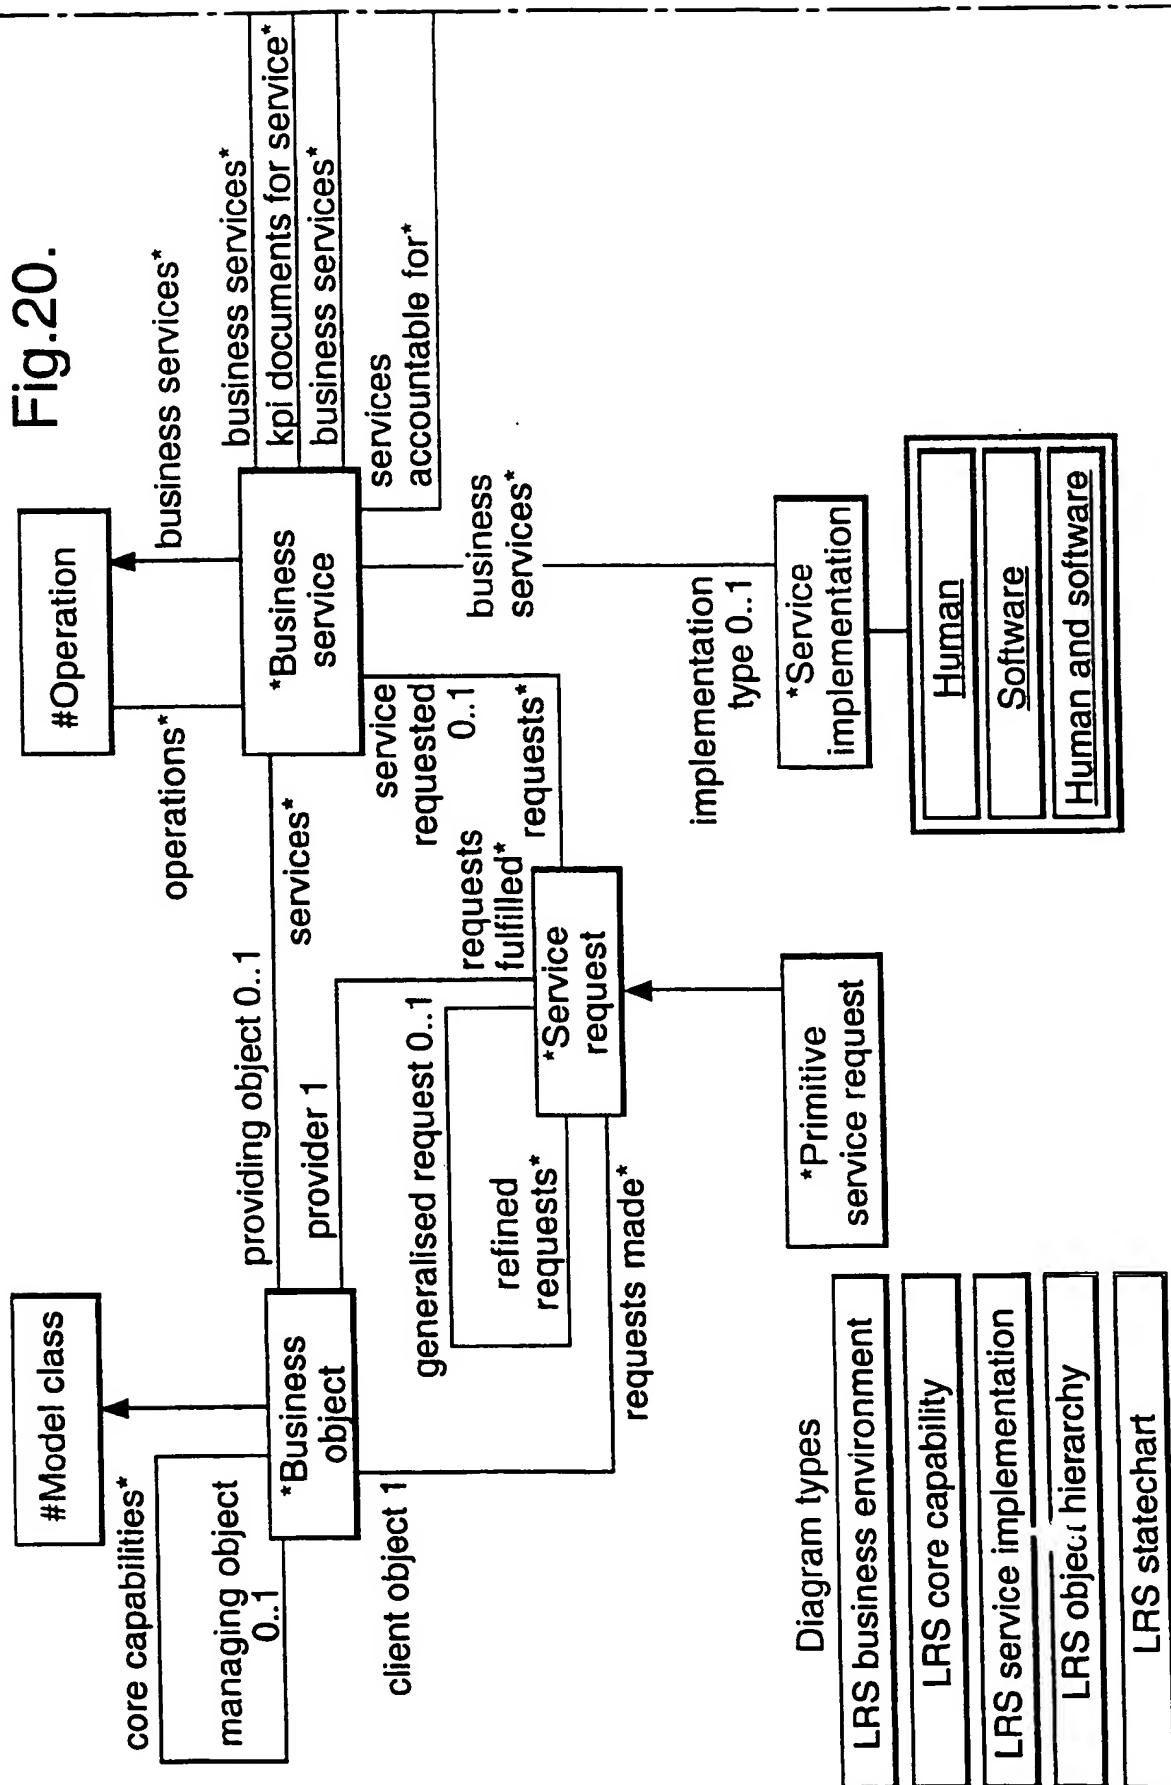 Fig.20.
#Model class
core capabilities*
managing object
0..1
*Business
object
client object 1
providing object 0..1
services*
provider 1
generalised request 0..1
refined
requests*
requests made*
requests
fulfilled*
*Service
request
requests*
service
requested
0..1
#Operation
operations*
business services*
*Business
service
business services*
kpi documents for service*
business services*
services
accountable for*
business
services*
implementation
type 0..1
*Service
implementation
Human
Software
Human and software
*Primitive
service request
Diagram types
LRS business environment
LRS core capability
LRS service implementation
LRS object hierarchy
LRS statechart